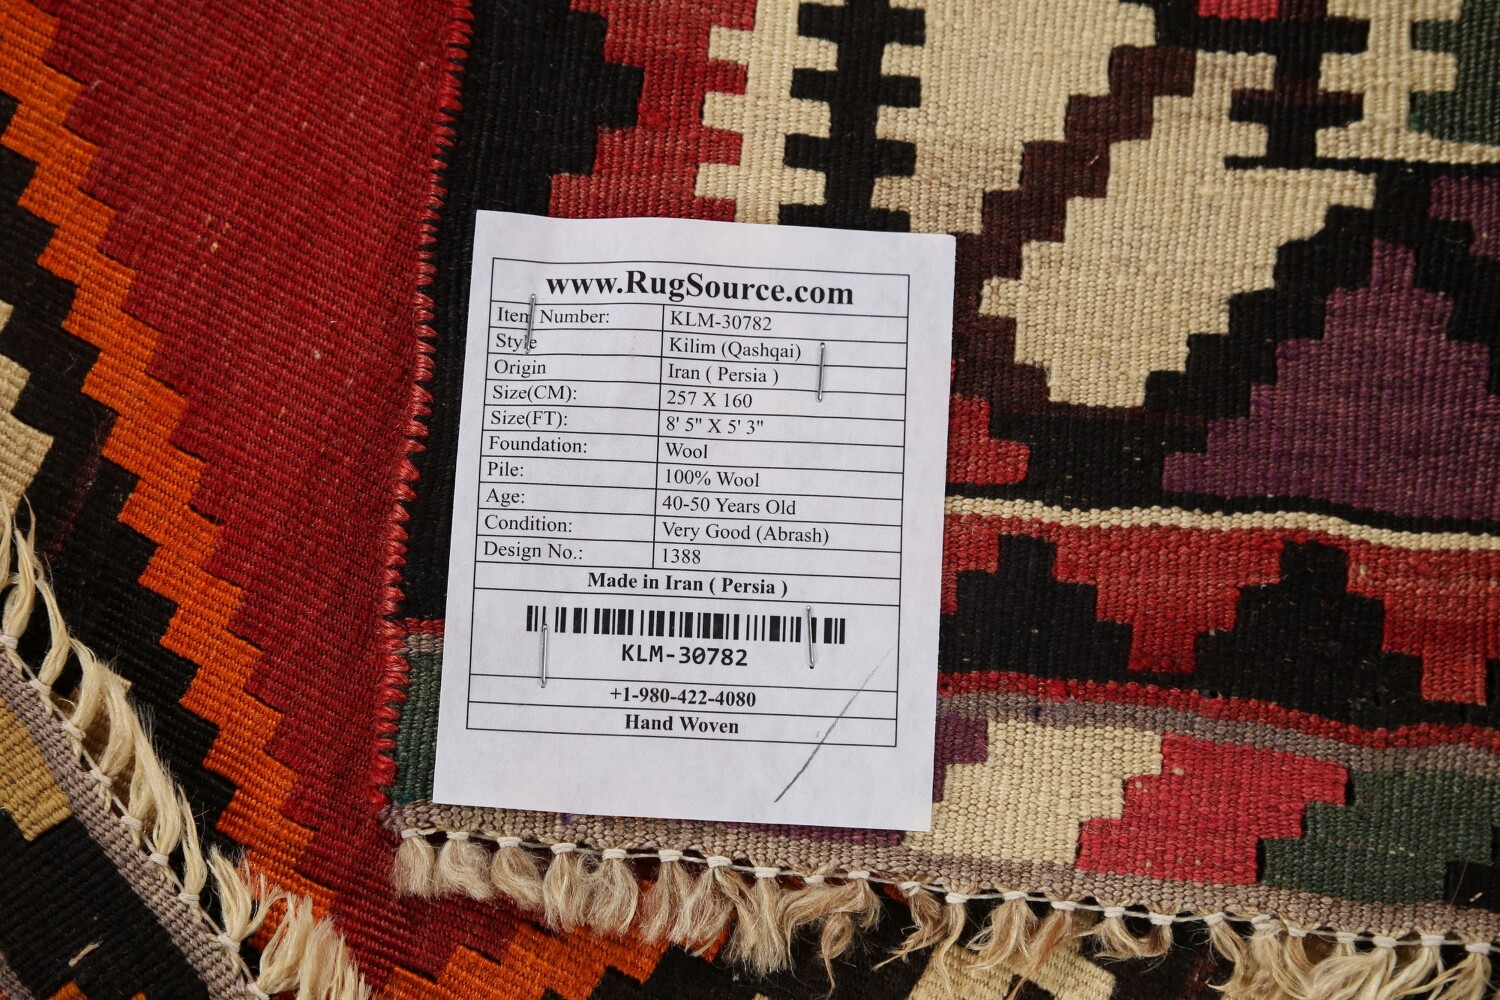 www.RugSource.com
Item Number: KLM-30782
Style Kilim (Qashqai)
Origin Iran ( Persia )
Size(CM): 257 X 160
Size(FT): 8' 5" X 5' 3"
Foundation: Wool
Pile: 100% Wool
Age: 40-50 Years Old
Condition: Very Good (Abrash)
Design No.: 1388
Made in Iran ( Persia )
KLM-30782
+1-980-422-4080
Hand Woven